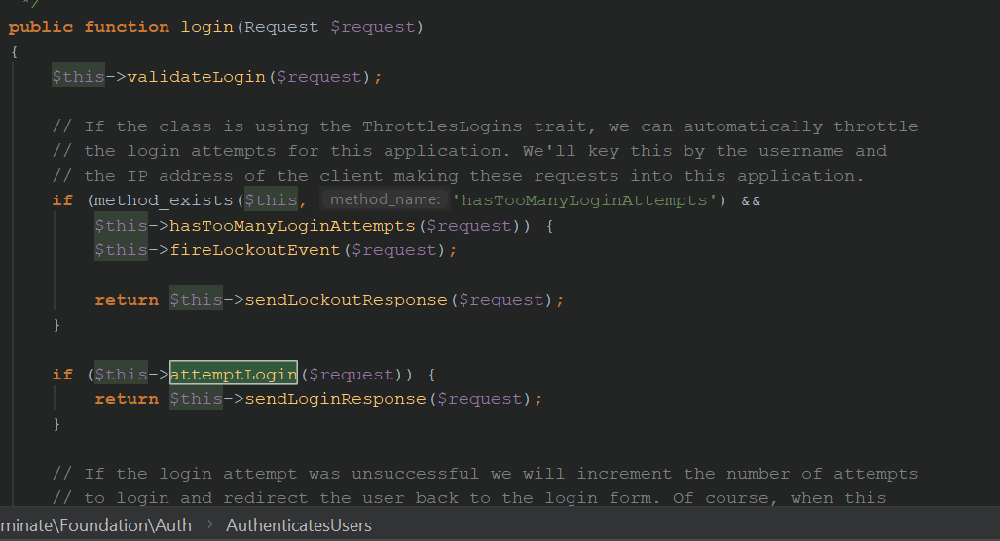 */
public function login(Request $request)
{
$this->validateLogin($request);
// If the class is using the ThrottlesLogins trait, we can automatically throttle
// the login attempts for this application. We'll key this by the username and
// the IP address of the client making these requests into this application.
if (method_exists($this, method_name: 'hasTooManyLoginAttempts') &&
$this->hasTooManyLoginAttempts($request)) {
$this->fireLockoutEvent($request);
return $this->sendLockoutResponse($request);
}
if ($this->attemptLogin($request)) {
return $this->sendLoginResponse($request);
}
// If the login attempt was unsuccessful we will increment the number of attempts
// to login and redirect the user back to the login form. Of course, when this
minate\Foundation\Auth › AuthenticatesUsers